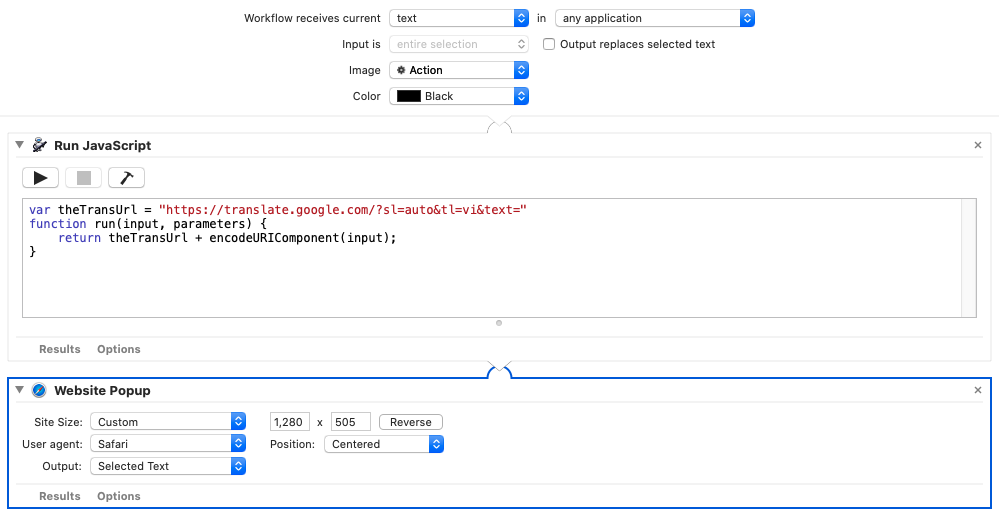 Workflow receives current text in any application
Input is entire selection Output replaces selected text
Image Action
Color Black
Run JavaScript
var theTransUrl = "https://translate.google.com/?sl=auto&tl=vi&text="
function run(input, parameters) {
    return theTransUrl + encodeURIComponent(input);
}
Results Options
Website Popup
Site Size: Custom 1,280 x 505 Reverse
User agent: Safari Position: Centered
Output: Selected Text
Results Options